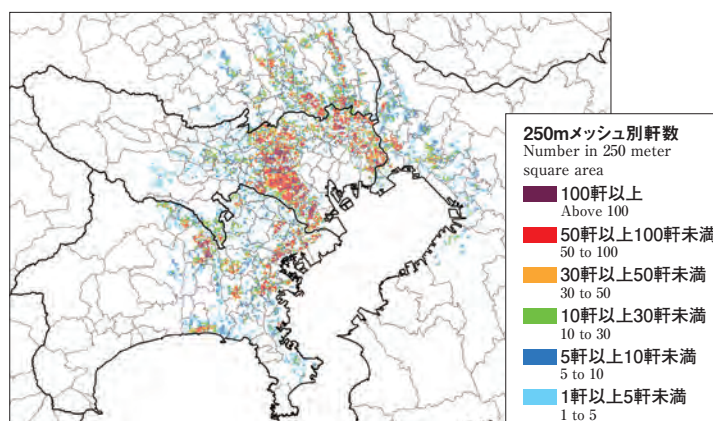 250mメッシュ別軒数
Number in 250 meter
square area
100軒以上
Above 100
50軒以上100軒未満
50 to 100
30軒以上50軒未満
30 to 50
10軒以上30軒未満
10 to 30
5軒以上10軒未満
5 to 10
1軒以上5軒未満
1 to 5